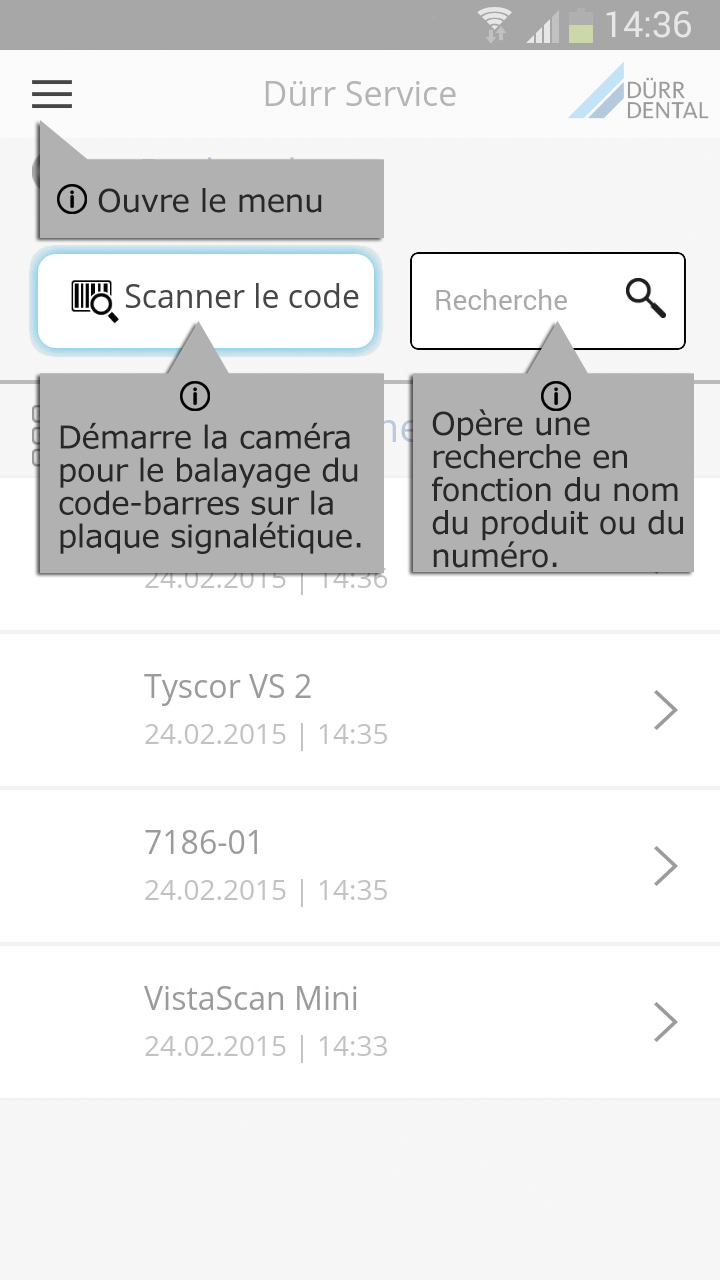 14:36
Dürr Service
DÜRR
DENTAL
Ouvre le menu
Scanner le code
Recherche
Démarre la caméra
pour le balayage du
code-barres sur la
plaque signalétique.
Opère une
recherche en
fonction du nom
du produit ou du
numéro.
24.02.2015 | 14:36
Tyscor VS 2
24.02.2015 | 14:35
7186-01
24.02.2015 | 14:35
VistaScan Mini
24.02.2015 | 14:33